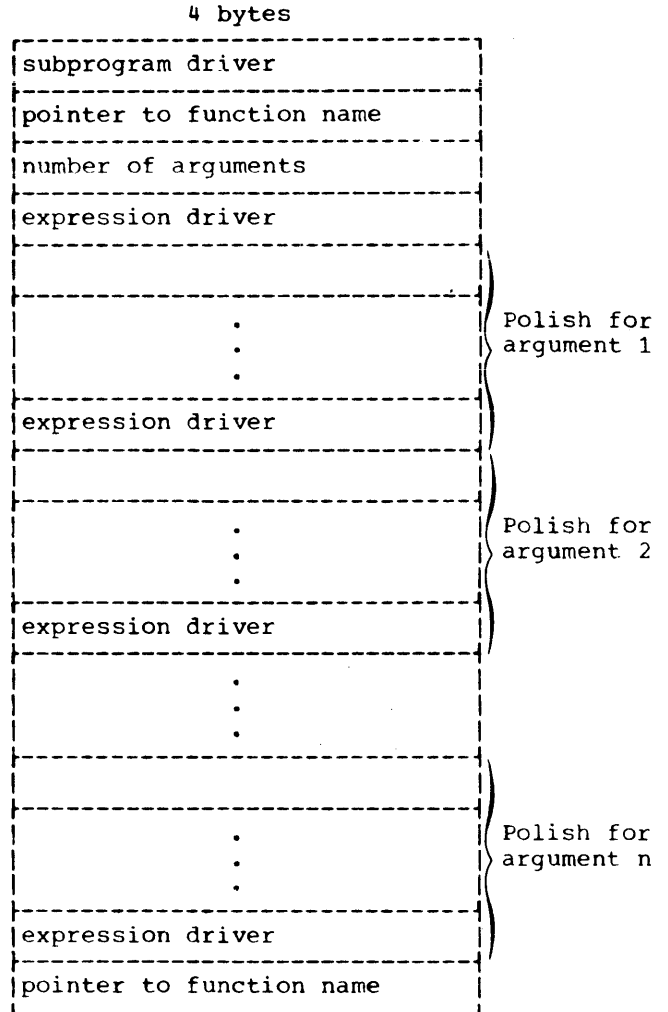 4 bytes
subprogram driver
pointer to function name
number of arguments
expression driver
.
.
.
Polish for
argument 1
expression driver
.
.
.
Polish for
argument 2
expression driver
.
.
.
.
.
.
Polish for
argument n
expression driver
pointer to function name